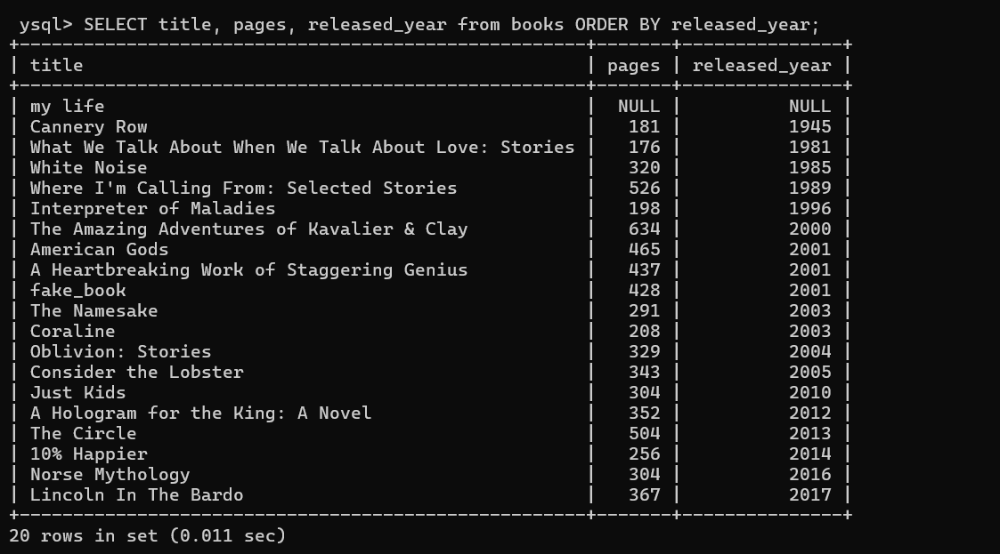 ysql> SELECT title, pages, released_year from books ORDER BY released_year;
+-----------------------------------------------------+-------+---------------+
| title                                               | pages | released_year |
+-----------------------------------------------------+-------+---------------+
| my life                                             |  NULL |          NULL |
| Cannery Row                                         |   181 |          1945 |
| What We Talk About When We Talk About Love: Stories |   176 |          1981 |
| White Noise                                         |   320 |          1985 |
| Where I'm Calling From: Selected Stories            |   526 |          1989 |
| Interpreter of Maladies                             |   198 |          1996 |
| The Amazing Adventures of Kavalier & Clay           |   634 |          2000 |
| American Gods                                       |   465 |          2001 |
| A Heartbreaking Work of Staggering Genius           |   437 |          2001 |
| fake_book                                           |   428 |          2001 |
| The Namesake                                        |   291 |          2003 |
| Coraline                                            |   208 |          2003 |
| Oblivion: Stories                                   |   329 |          2004 |
| Consider the Lobster                                |   343 |          2005 |
| Just Kids                                           |   304 |          2010 |
| A Hologram for the King: A Novel                    |   352 |          2012 |
| The Circle                                          |   504 |          2013 |
| 10% Happier                                         |   256 |          2014 |
| Norse Mythology                                     |   304 |          2016 |
| Lincoln In The Bardo                                |   367 |          2017 |
+-----------------------------------------------------+-------+---------------+
20 rows in set (0.011 sec)